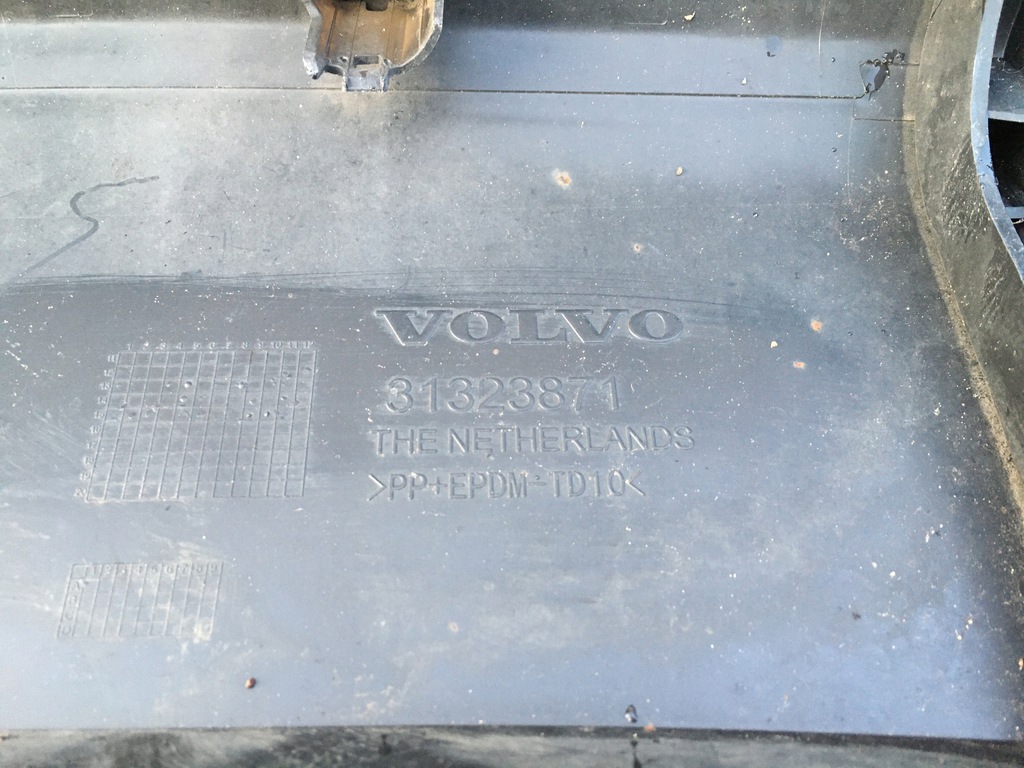 VOLVO
31323871
THE NETHERLANDS
>PP+EPDM-TD10<